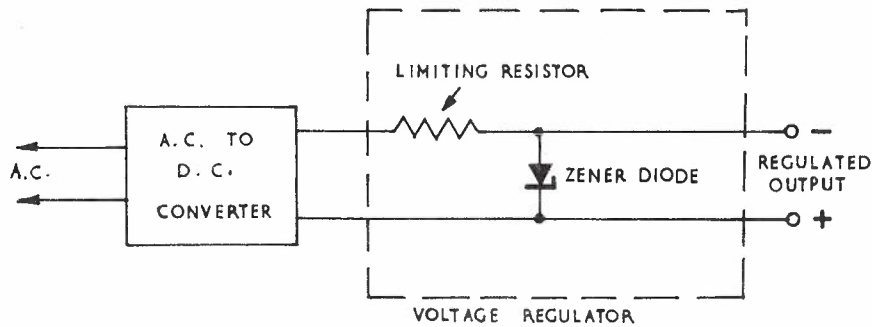 LIMITING RESISTOR
A.C. TO
D.C.
CONVERTER
A.C.
ZENER DIODE
−
REGULATED
OUTPUT
+
VOLTAGE REGULATOR